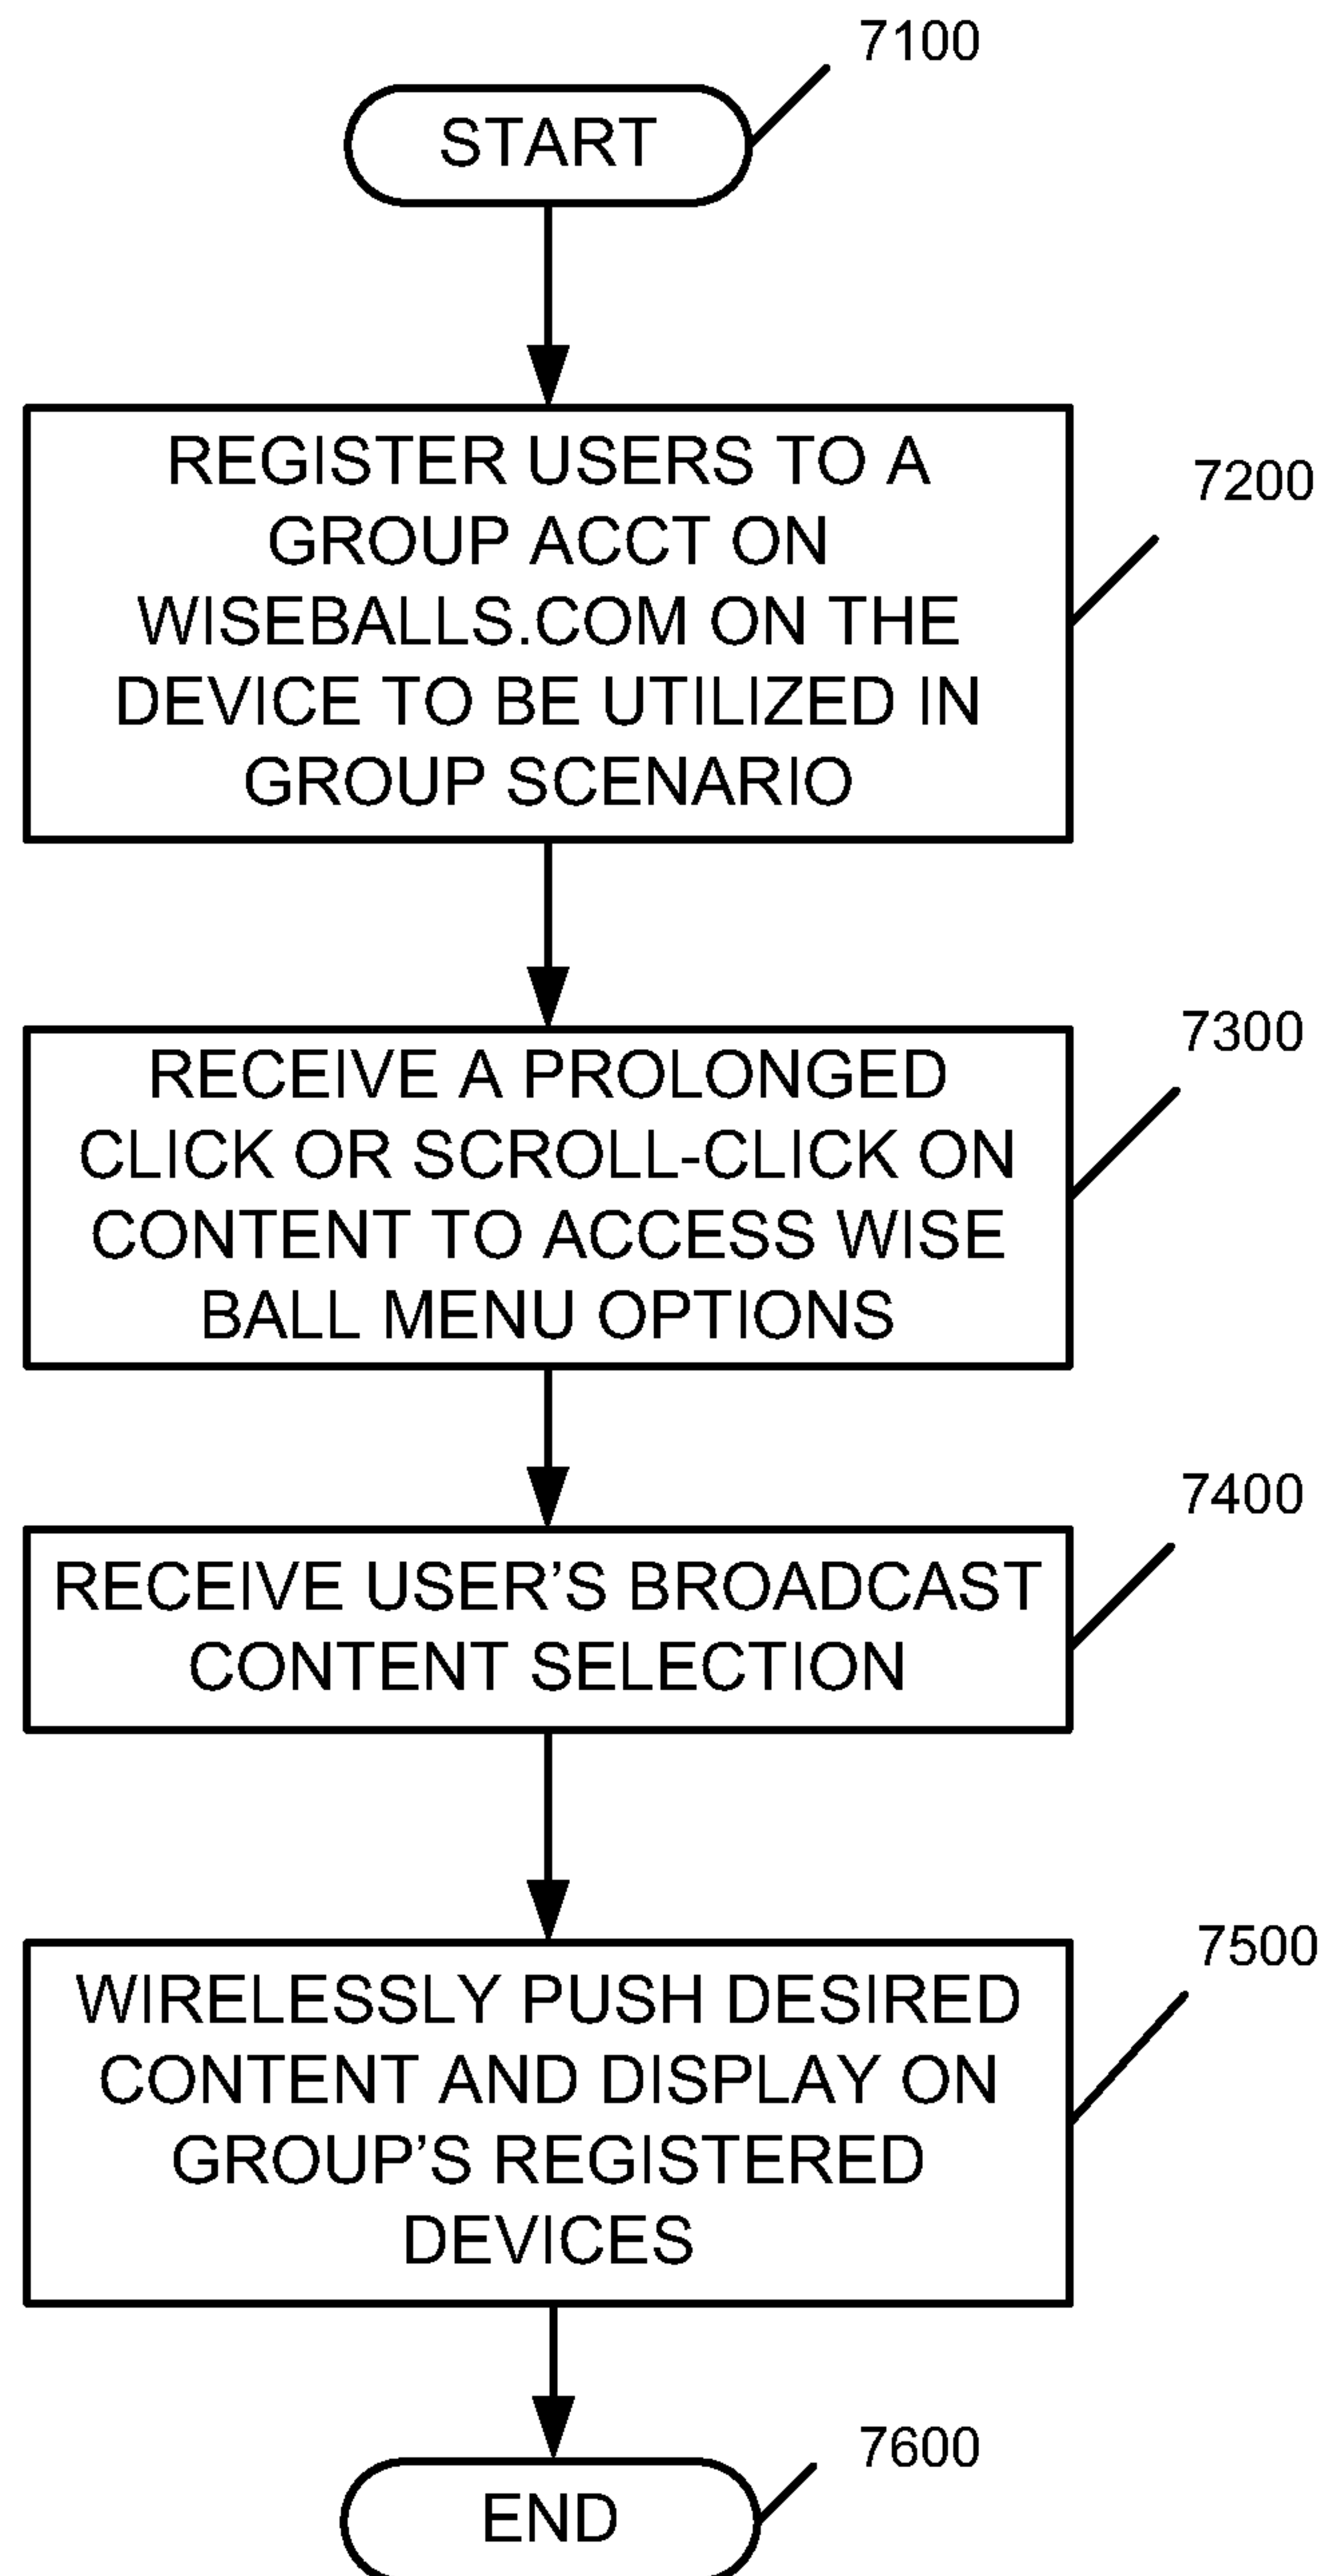 7100
START
REGISTER USERS TO A
GROUP ACCT ON
WISEBALLS.COM ON THE
DEVICE TO BE UTILIZED IN
GROUP SCENARIO
7200
RECEIVE A PROLONGED
CLICK OR SCROLL-CLICK ON
CONTENT TO ACCESS WISE
BALL MENU OPTIONS
7300
RECEIVE USER’S BROADCAST
CONTENT SELECTION
7400
WIRELESSLY PUSH DESIRED
CONTENT AND DISPLAY ON
GROUP’S REGISTERED
DEVICES
7500
END
7600